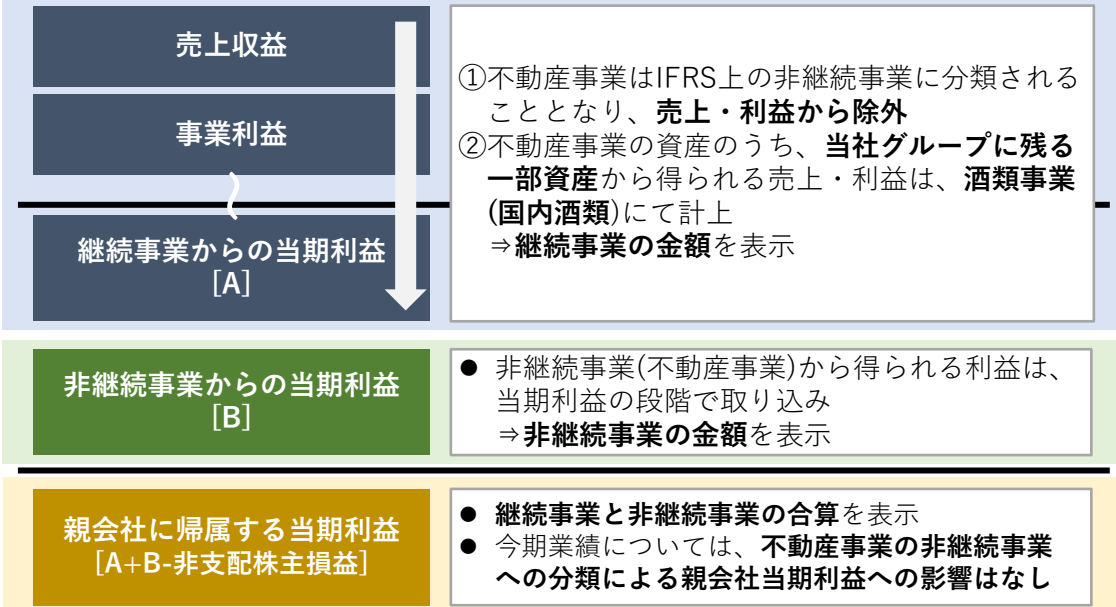 売上収益
事業利益
継続事業からの当期利益
[A]
①不動産事業はIFRS上の非継続事業に分類される
こととなり、売上・利益から除外
②不動産事業の資産のうち、当社グループに残る
一部資産から得られる売上・利益は、酒類事業
(国内酒類)にて計上
⇒継続事業の金額を表示
非継続事業からの当期利益
[B]
● 非継続事業(不動産事業)から得られる利益は、
当期利益の段階で取り込み
⇒非継続事業の金額を表示
親会社に帰属する当期利益
[A+B-非支配株主損益]
● 継続事業と非継続事業の合算を表示
● 今期業績については、不動産事業の非継続事業
への分類による親会社当期利益への影響はなし